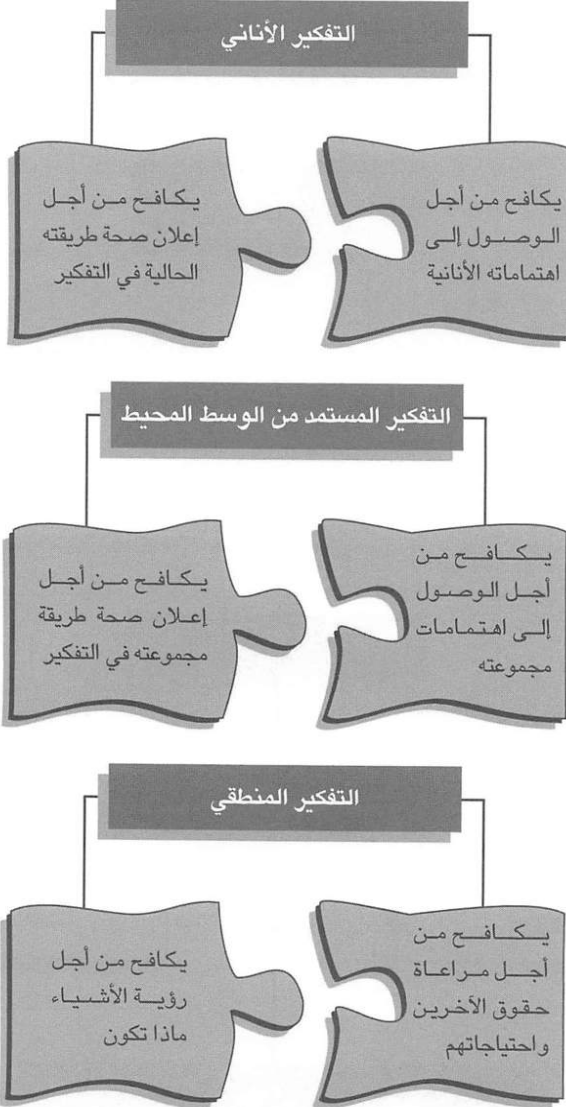 التفكير الأناني
يكافح من أجل
الوصول إلى
اهتماماته الأنانية
يكافح من أجل
إعلان صحة طريقته
الحالية في التفكير
التفكير المستمد من الوسط المحيط
يكافح من
أجل الوصول
إلى اهتمامات
مجموعته
يكافح من أجل
إعلان صحة طريقة
مجموعته في التفكير
التفكير المنطقي
يكافح من
أجل مراعاة
حقوق الآخرين
واحتياجاتهم
يكافح من أجل
رؤية الأشياء
ماذا تكون